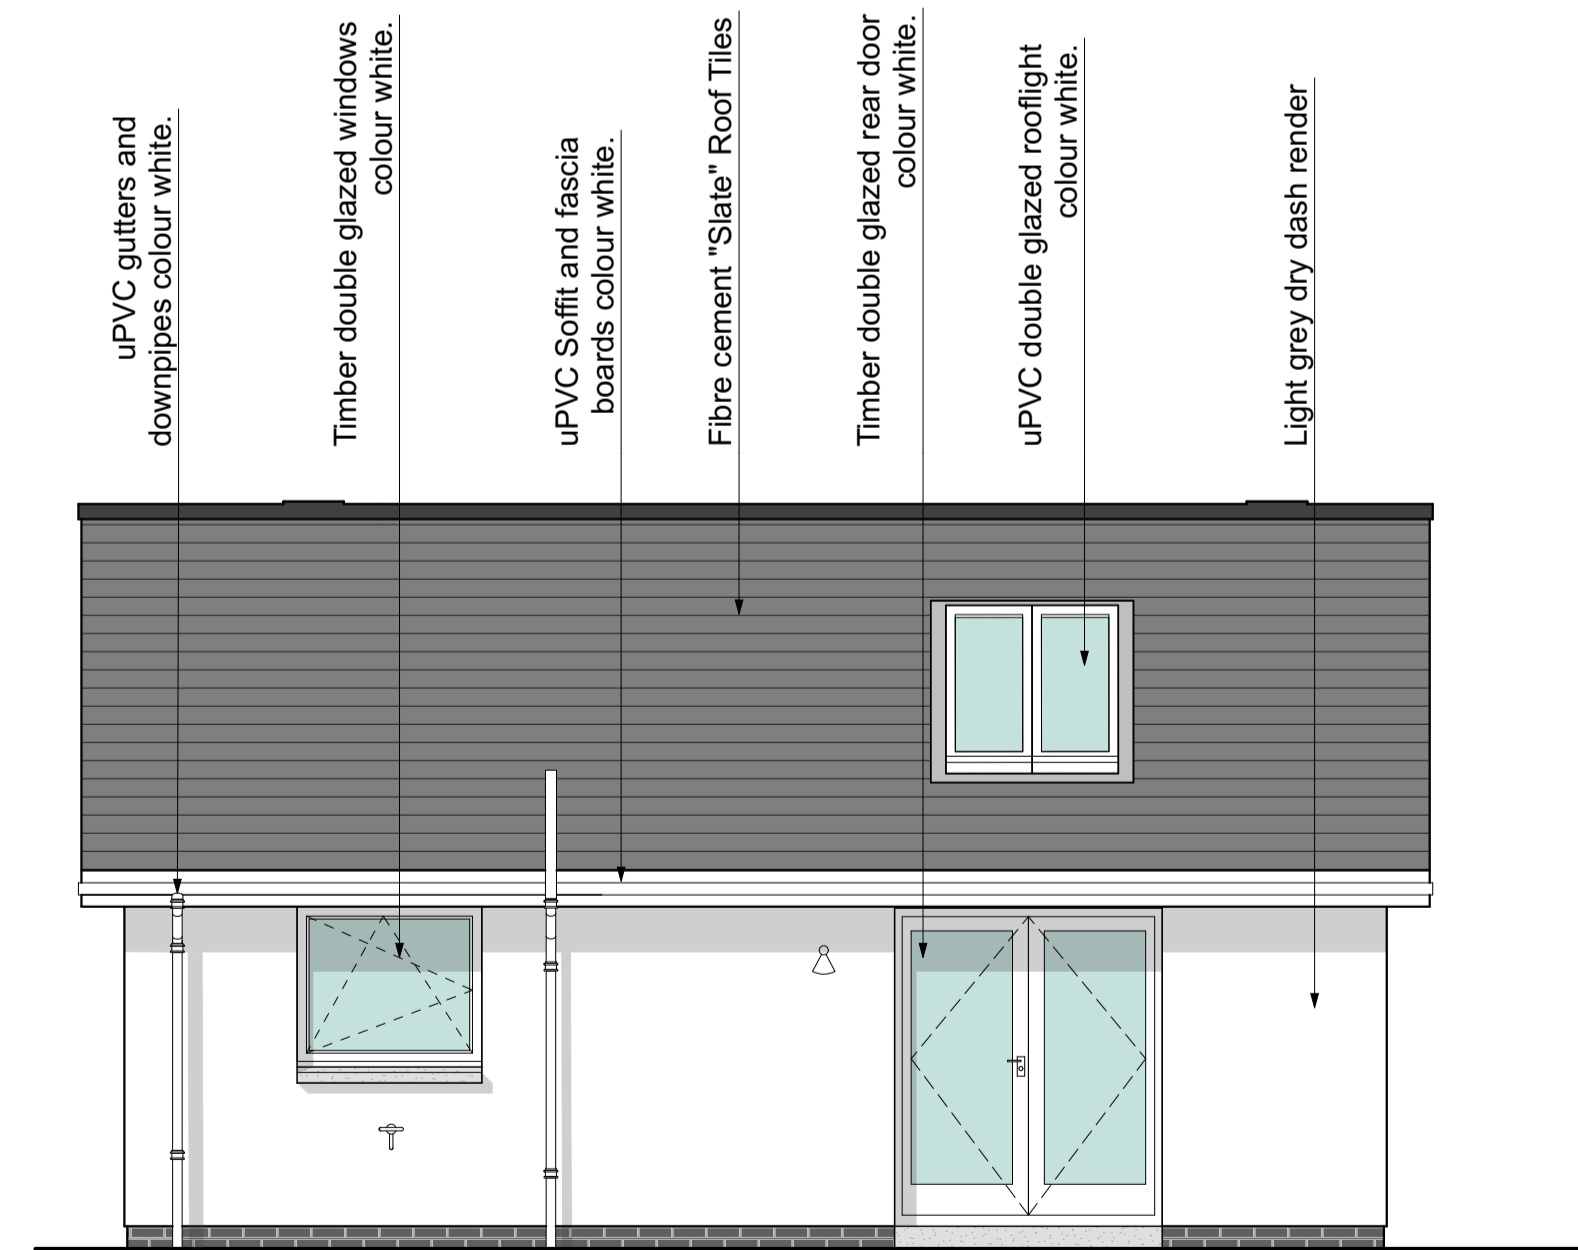 uPVC gutters and
downpipes colour white.
Timber double glazed windows
colour white.
uPVC Soffit and fascia
boards colour white.
Fibre cement "Slate" Roof Tiles
Timber double glazed rear door
colour white.
uPVC double glazed rooflight
colour white.
Light grey dry dash render